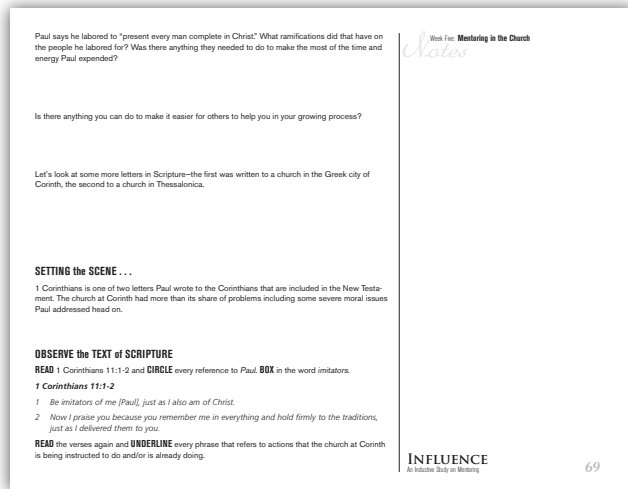 Paul says he labored to “present every man complete in Christ.” What ramifications did that have on
the people he labored for? Was there anything they needed to do to make the most of the time and
energy Paul expended?
Is there anything you can do to make it easier for others to help you in your growing process?
Let’s look at some more letters in Scripture—the first was written to a church in the Greek city of
Corinth, the second to a church in Thessalonica.
SETTING the SCENE . . .
1 Corinthians is one of two letters Paul wrote to the Corinthians that are included in the New Testa-
ment. The church at Corinth had more than its share of problems including some severe moral issues
Paul addressed head on.
OBSERVE the TEXT of SCRIPTURE
READ 1 Corinthians 11:1-2 and CIRCLE every reference to Paul. BOX in the word imitators.
1 Corinthians 11:1-2
1 Be imitators of me [Paul], just as I also am of Christ.
2 Now I praise you because you remember me in everything and hold firmly to the traditions,
just as I delivered them to you.
READ the verses again and UNDERLINE every phrase that refers to actions that the church at Corinth
is being instructed to do and/or is already doing.
Week Five: Mentoring in the Church
Notes
INFLUENCE
An Inductive Study on Mentoring
69